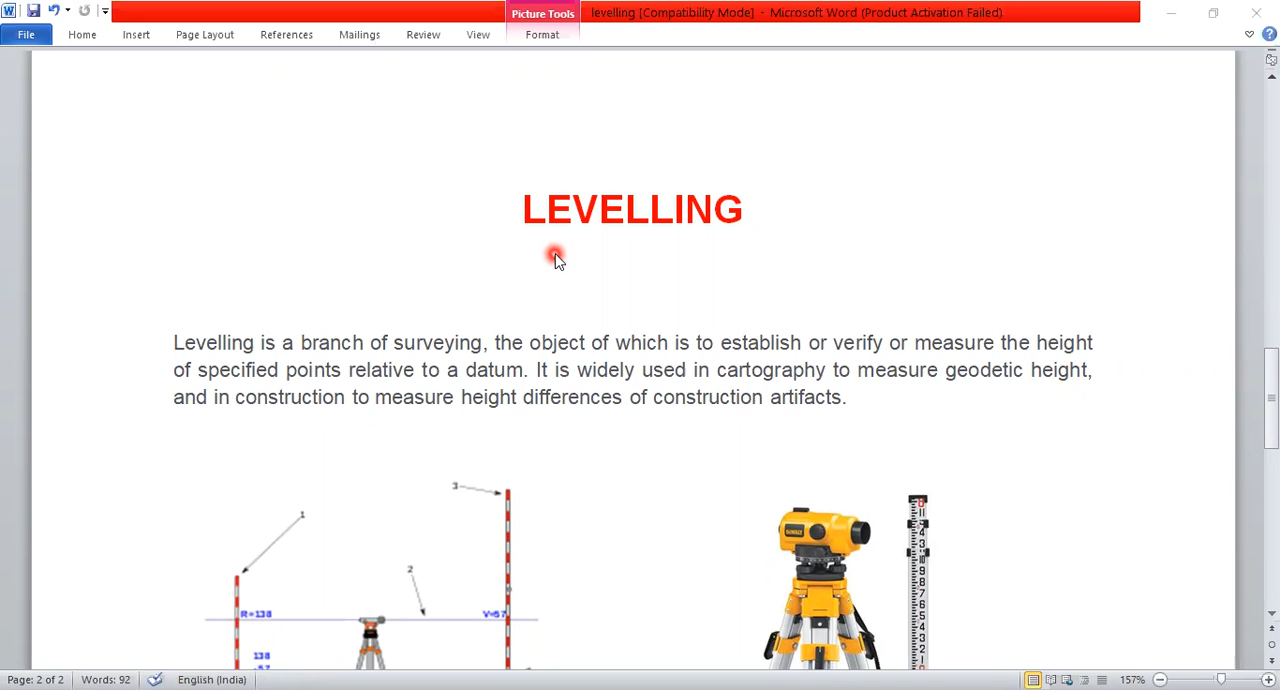 Picture Tools
levelling [Compatibility Mode] - Microsoft Word (Product Activation Failed)
File Home Insert Page Layout References Mailings Review View Format
LEVELLING
Levelling is a branch of surveying, the object of which is to establish or verify or measure the height
of specified points relative to a datum. It is widely used in cartography to measure geodetic height,
and in construction to measure height differences of construction artifacts.
3
1
2
R=138
V=57
138
-57
DEWALT
Page: 2 of 2 Words: 92 English (India) 157%